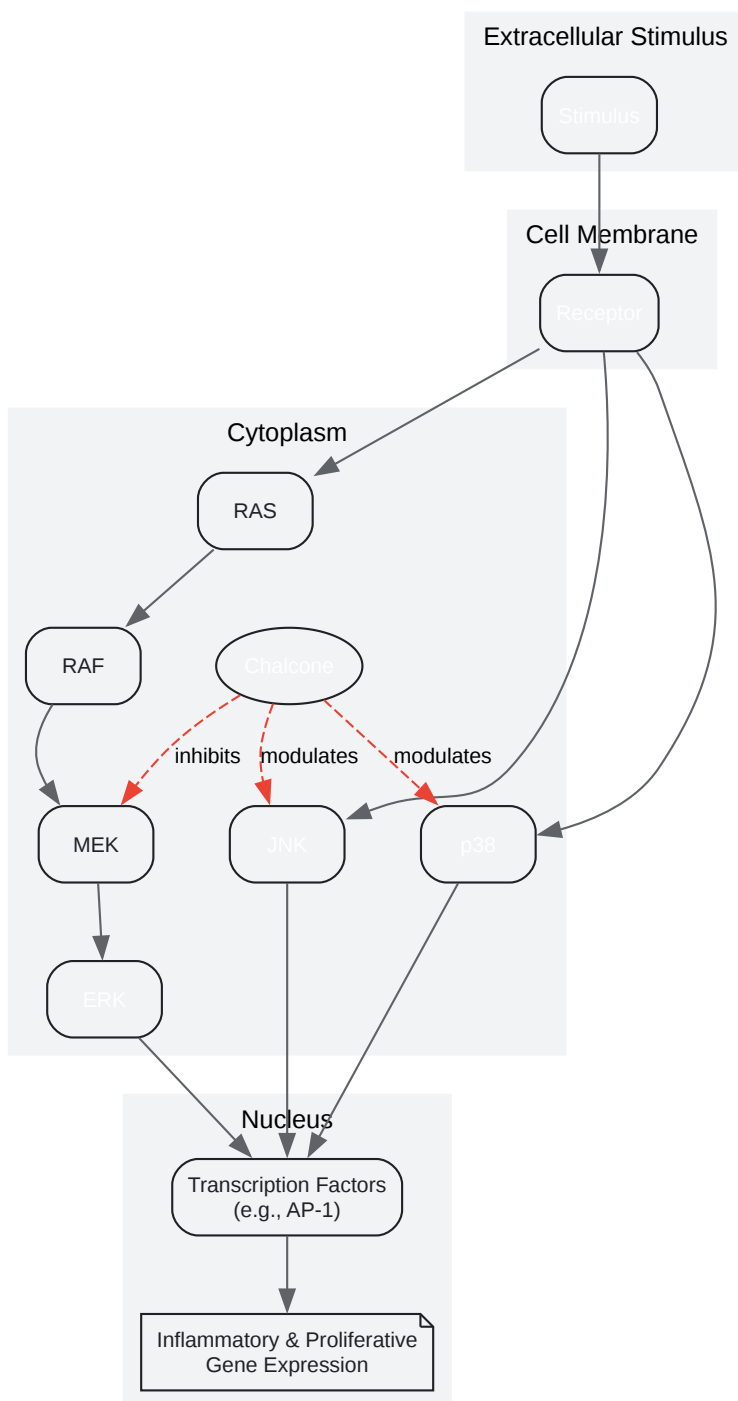 Extracellular Stimulus
Stimulus
Cell Membrane
Receptor
Cytoplasm
RAS
RAF
Chalcone
inhibits
modulates
modulates
MEK
JNK
p38
ERK
Nucleus
Transcription Factors
(e.g., AP-1)
Inflammatory & Proliferative
Gene Expression